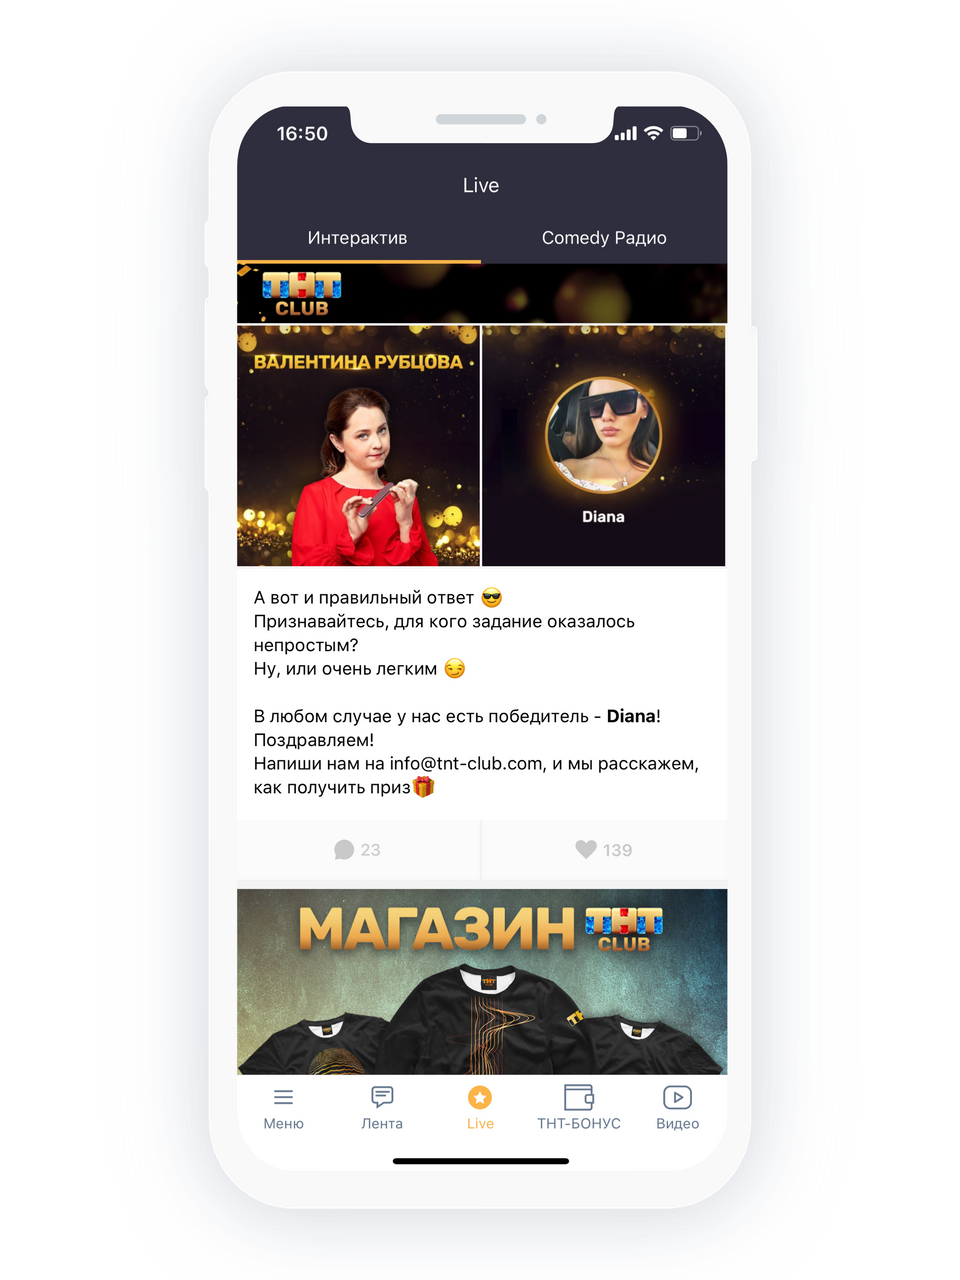 16:50
Live
Интерактив
Comedy Радио
ТНТ
CLUB
ВАЛЕНТИНА РУБЦОВА
Diana
А вот и правильный ответ 😎
Признавайтесь, для кого задание оказалось
непростым?
Ну, или очень легким 😏
В любом случае у нас есть победитель - Diana!
Поздравляем!
Напиши нам на info@tnt-club.com, и мы расскажем,
как получить приз🎁
23
139
МАГАЗИН ТНТ
CLUB
ТНТ
Меню
Лента
Live
ТНТ-БОНУС
Видео